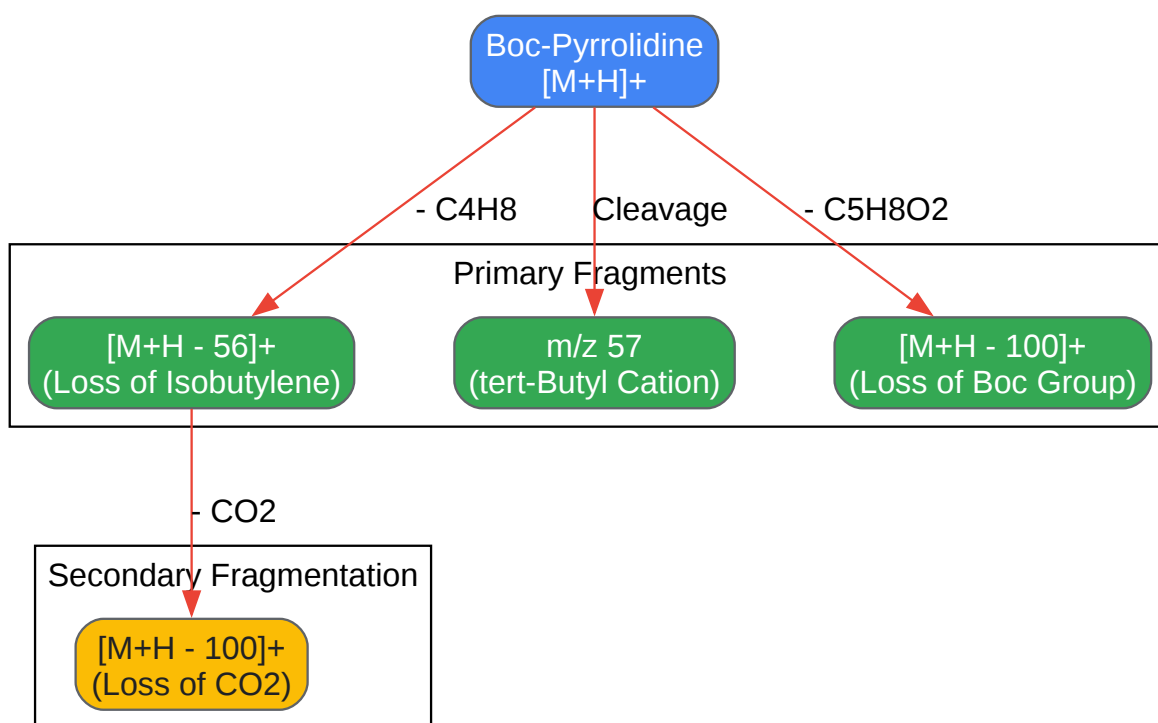 Boc-Pyrrolidine
[M+H]+
- C4H8
Cleavage
- C5H8O2
Primary Fragments
[M+H - 56]+
(Loss of Isobutylene)
m/z 57
(tert-Butyl Cation)
[M+H - 100]+
(Loss of Boc Group)
- CO2
Secondary Fragmentation
[M+H - 100]+
(Loss of CO2)